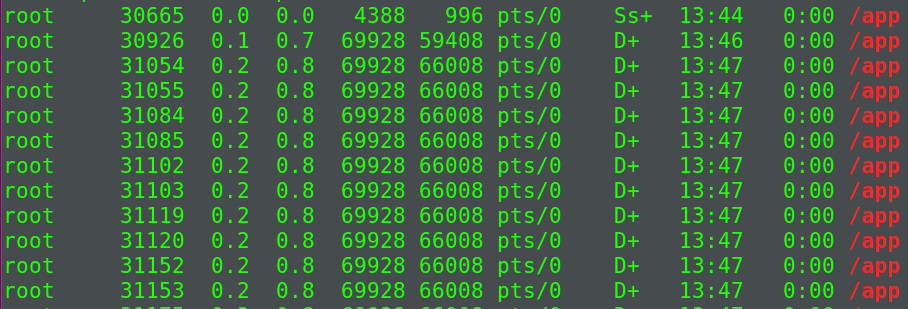 root 30665 0.0 0.0 4388 996 pts/0 Ss+ 13:44 0:00 /app
root 30926 0.1 0.7 69928 59408 pts/0 D+ 13:46 0:00 /app
root 31054 0.2 0.8 69928 66008 pts/0 D+ 13:47 0:00 /app
root 31055 0.2 0.8 69928 66008 pts/0 D+ 13:47 0:00 /app
root 31084 0.2 0.8 69928 66008 pts/0 D+ 13:47 0:00 /app
root 31085 0.2 0.8 69928 66008 pts/0 D+ 13:47 0:00 /app
root 31102 0.2 0.8 69928 66008 pts/0 D+ 13:47 0:00 /app
root 31103 0.2 0.8 69928 66008 pts/0 D+ 13:47 0:00 /app
root 31119 0.2 0.8 69928 66008 pts/0 D+ 13:47 0:00 /app
root 31120 0.2 0.8 69928 66008 pts/0 D+ 13:47 0:00 /app
root 31152 0.2 0.8 69928 66008 pts/0 D+ 13:47 0:00 /app
root 31153 0.2 0.8 69928 66008 pts/0 D+ 13:47 0:00 /app